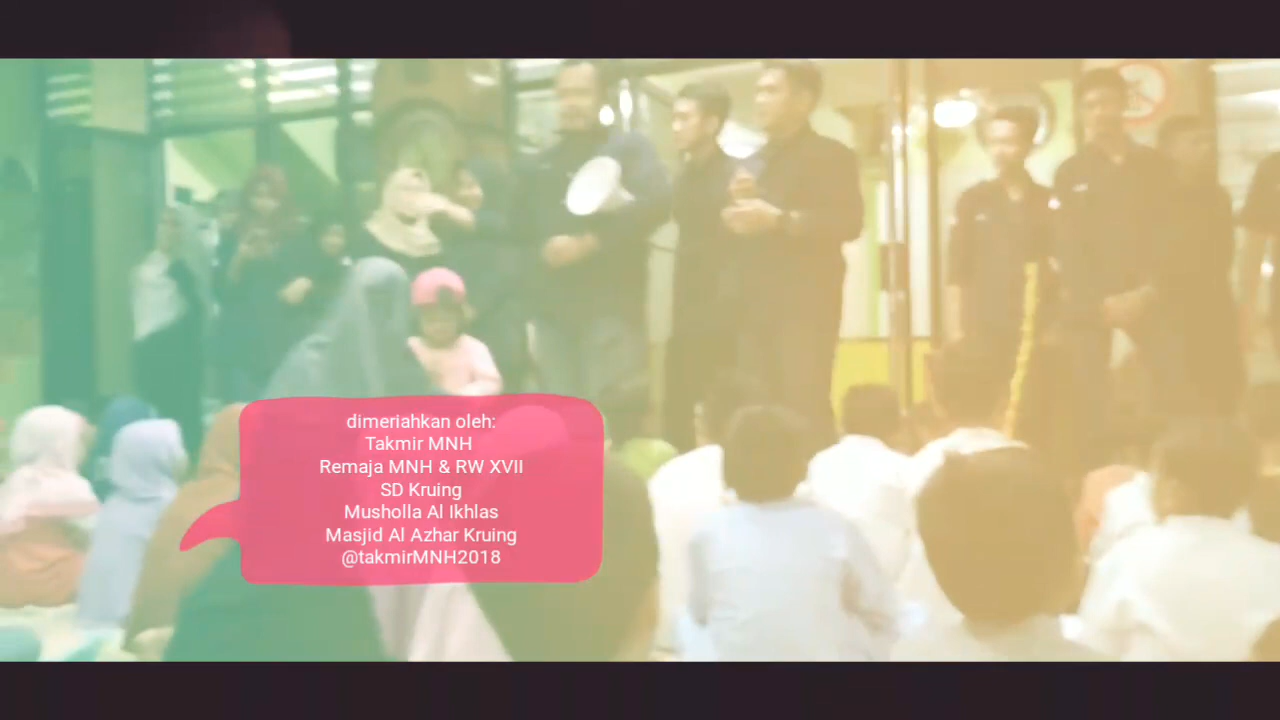 dimeriahkan oleh:
Takmir MNH
Remaja MNH & RW XVII
SD Kruing
Musholla Al Ikhlas
Masjid Al Azhar Kruing
@takmirMNH2018